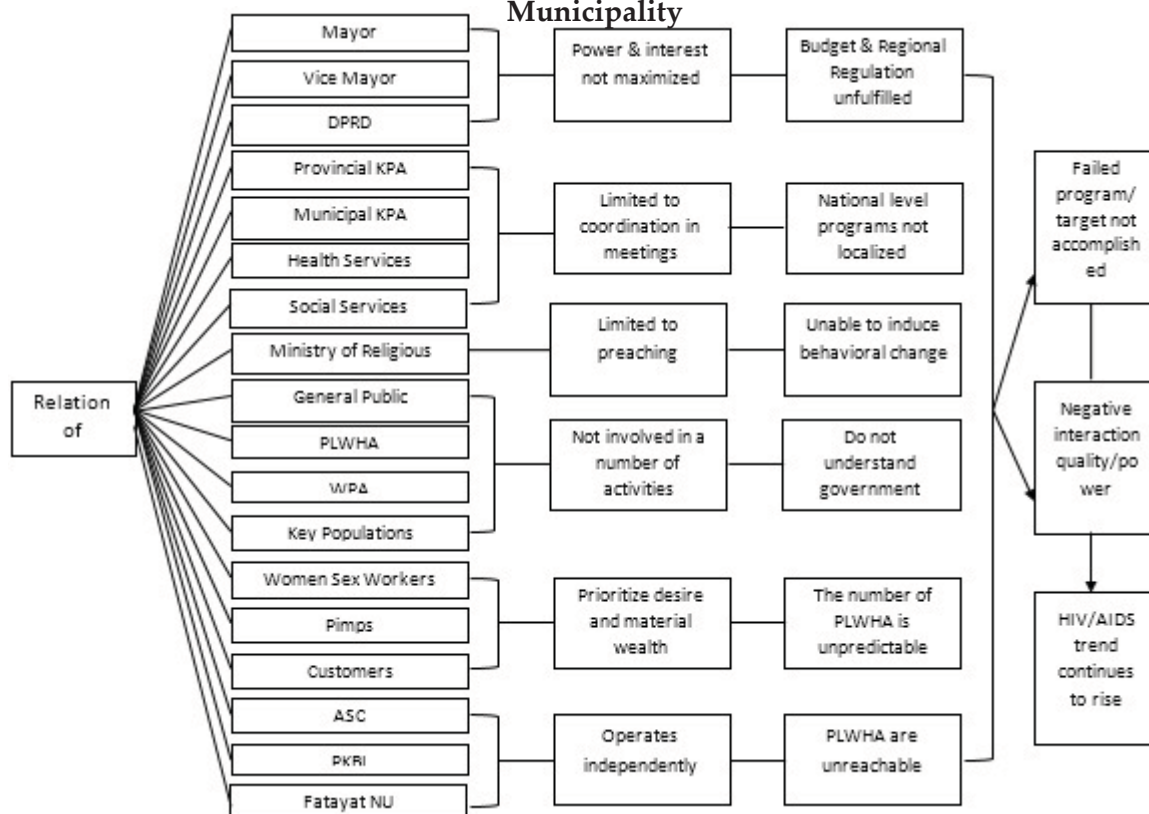 Municipality
Mayor
Vice Mayor
DPRD
Provincial KPA
Municipal KPA
Health Services
Social Services
Ministry of Religious
General Public
PLWHA
WPA
Key Populations
Women Sex Workers
Pimps
Customers
ASC
PKBI
Fatayat NU
Relation
of
Power & interest
not maximized
Limited to
coordination in
meetings
Limited to
preaching
Not involved in a
number of
activities
Prioritize desire
and material
wealth
Operates
independently
Budget & Regional
Regulation
unfulfilled
National level
programs not
localized
Unable to induce
behavioral change
Do not
understand
government
The number of
PLWHA is
unpredictable
PLWHA are
unreachable
Failed
program/
target not
accomplish
ed
Negative
interaction
quality/po
wer
HIV/AIDS
trend
continues
to rise